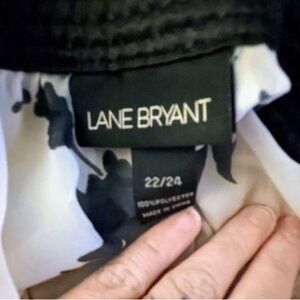 LANE BRYANT
22/24
100% POLYESTER
MADE IN CHINA